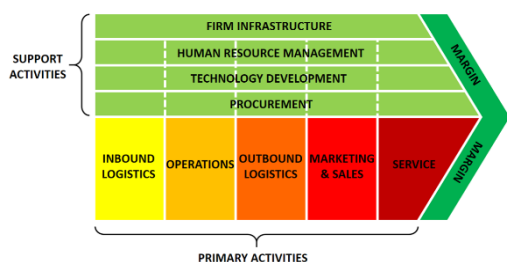 FIRM INFRASTRUCTURE
SUPPORT
ACTIVITIES
HUMAN RESOURCE MANAGEMENT
TECHNOLOGY DEVELOPMENT
PROCUREMENT
MARGIN
INBOUND
LOGISTICS
OPERATIONS
OUTBOUND
LOGISTICS
MARKETING
& SALES
SERVICE
MARGIN
PRIMARY ACTIVITIES